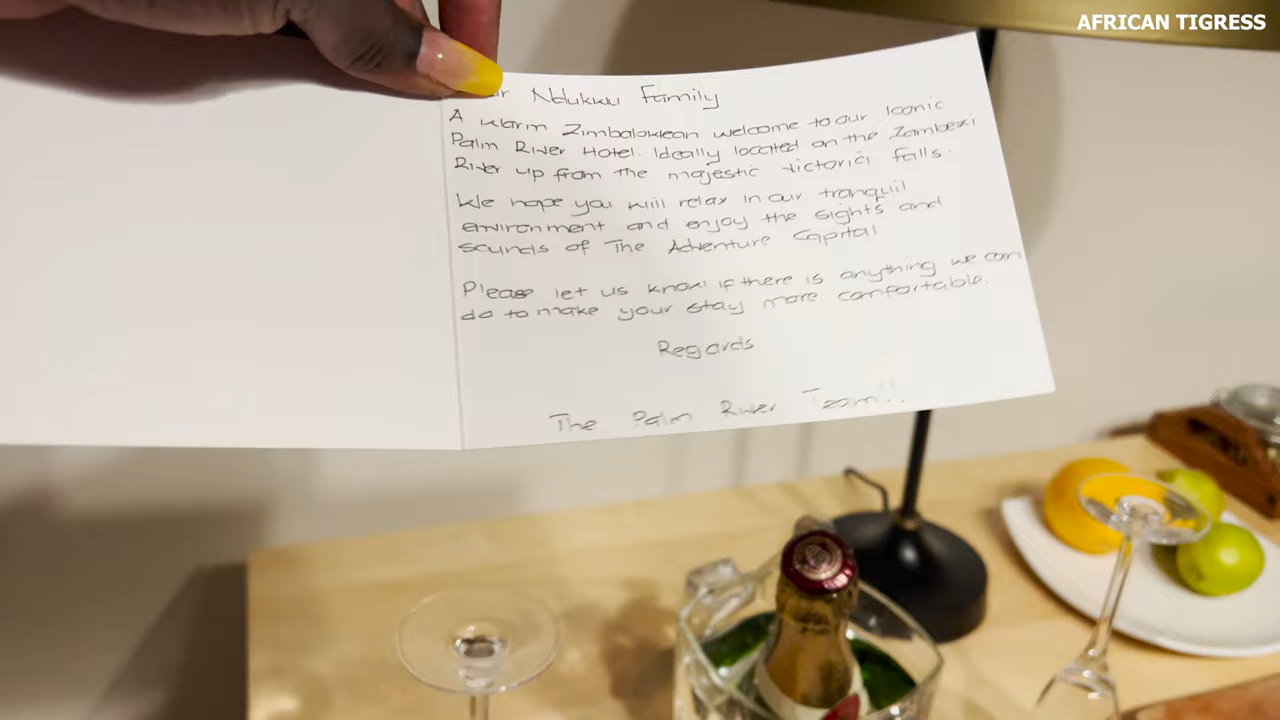 AFRICAN TIGRESS
Ndukwu Family
A warm Zimbabwean welcome to our Iconic
Palm River Hotel. Ideally located on the Zambezi
River up from the majestic Victoria falls.
We hope you will relax in our tranquil
environment and enjoy the sights and
sounds of The Adventure Capital
Please let us know if there is anything we can
do to make your stay more comfortable.
Regards
The Palm River Team!!